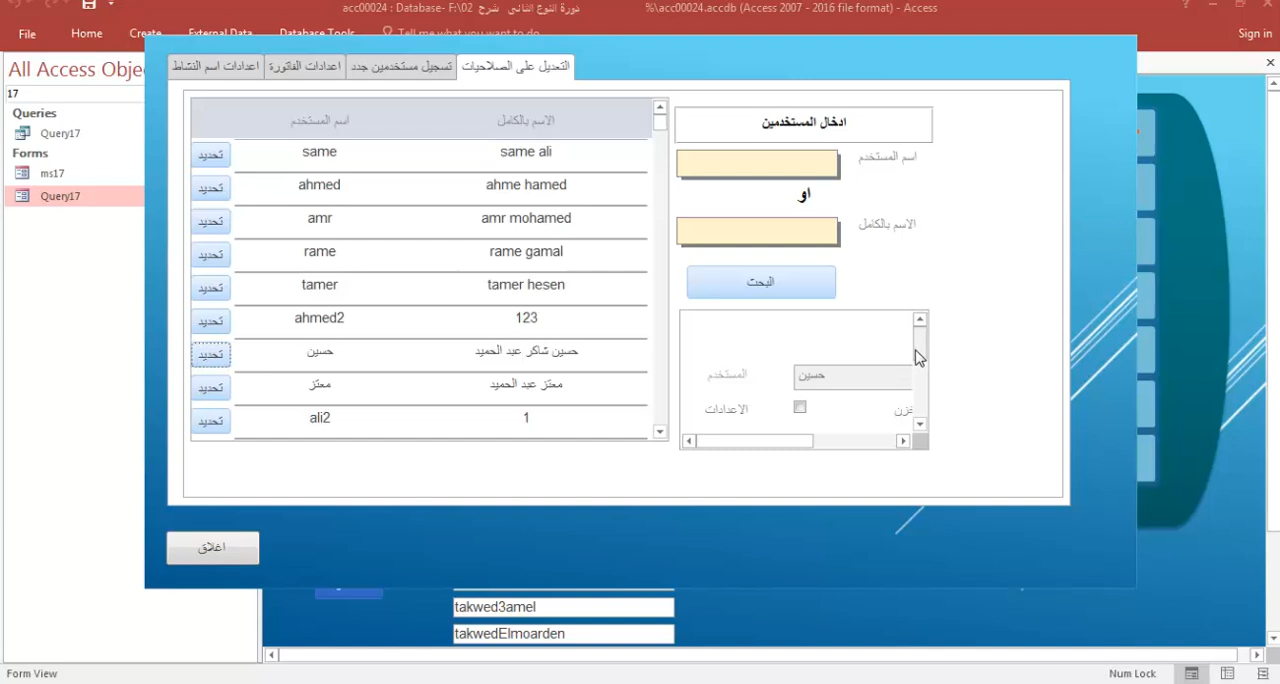 acc00024 : Database- F:\02 دورة النوع الثاني شرح %\acc00024.accdb (Access 2007 - 2016 file format) - Access
File Home Create External Data Database Tools Tell me what you want to do Sign in
All Access Obje
17
Queries
Query17
Forms
ms17
Query17
التعديل على الصلاحيات
تسجيل مستخدمين جدد
اعدادات الفاتورة
اعدادات اسم النشاط
اسم المستخدم الاسم بالكامل
تحديد same same ali
تحديد ahmed ahme hamed
تحديد amr amr mohamed
تحديد rame rame gamal
تحديد tamer tamer hesen
تحديد ahmed2 123
تحديد حسين حسين شاكر عبد الحميد
تحديد معتز معتز عبد الحميد
تحديد ali2 1
ادخال المستخدمين
اسم المستخدم
او
الاسم بالكامل
البحث
المستخدم حسين
الاعدادات
خزن
اغلاق
takwed3amel
takwedElmoarden
Form View Num Lock